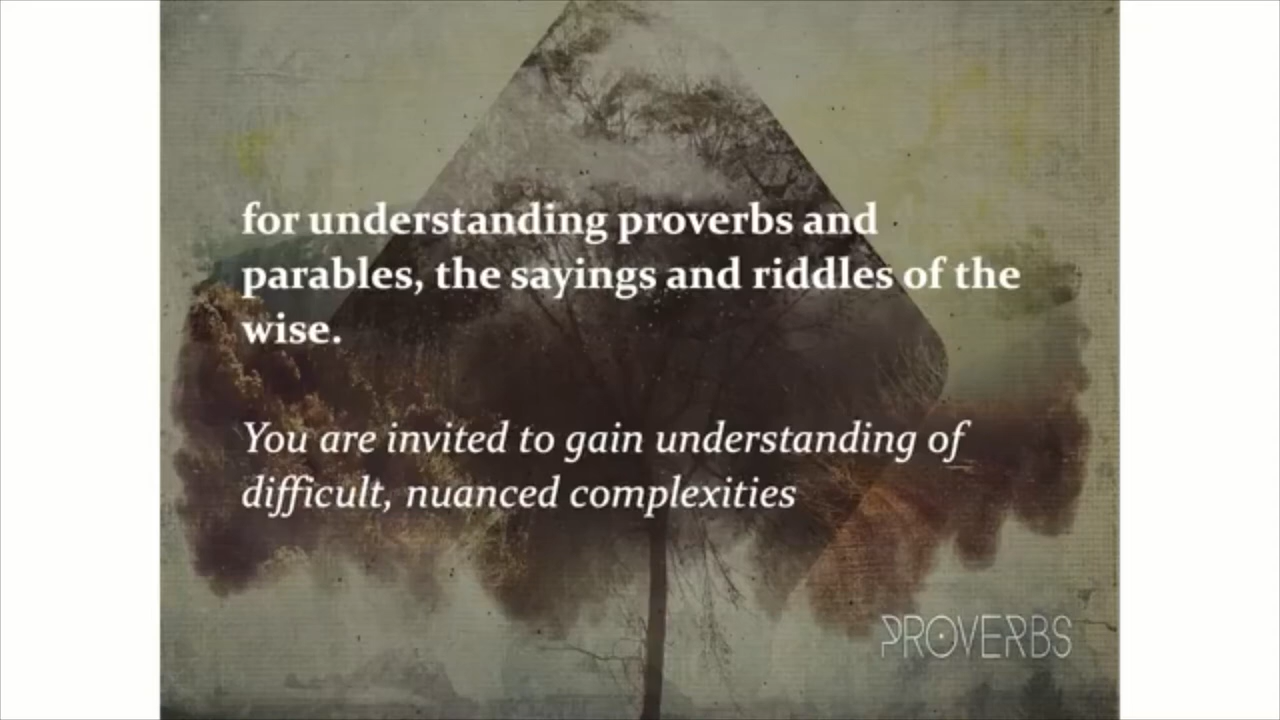 for understanding proverbs and
parables, the sayings and riddles of the
wise.
You are invited to gain understanding of
difficult, nuanced complexities
PROVERBS